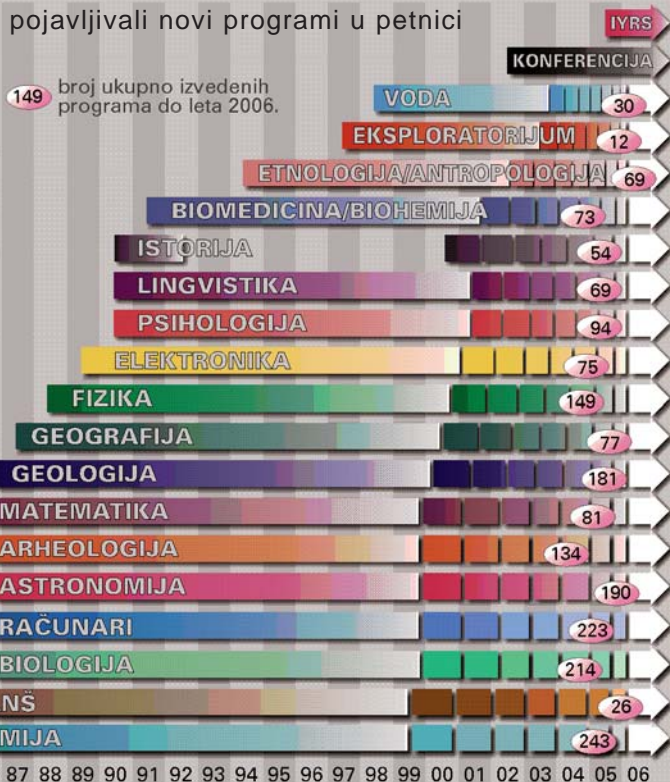 pojavljivali novi programi u petnici
IYRS
KONFERENCIJA
149 broj ukupno izvedenih
programa do leta 2006.
VODA 30
EKSPLORATORIJUM 12
ETNOLOGIJA/ANTROPOLOGIJA 69
BIOMEDICINA/BIOHEMIJA 73
ISTORIJA 54
LINGVISTIKA 69
PSIHOLOGIJA 94
ELEKTRONIKA 75
FIZIKA 149
GEOGRAFIJA 77
GEOLOGIJA 181
MATEMATIKA 81
ARHEOLOGIJA 134
ASTRONOMIJA 190
RAČUNARI 223
BIOLOGIJA 214
NŠ 26
MIJA 243
87 88 89 90 91 92 93 94 95 96 97 98 99 00 01 02 03 04 05 06